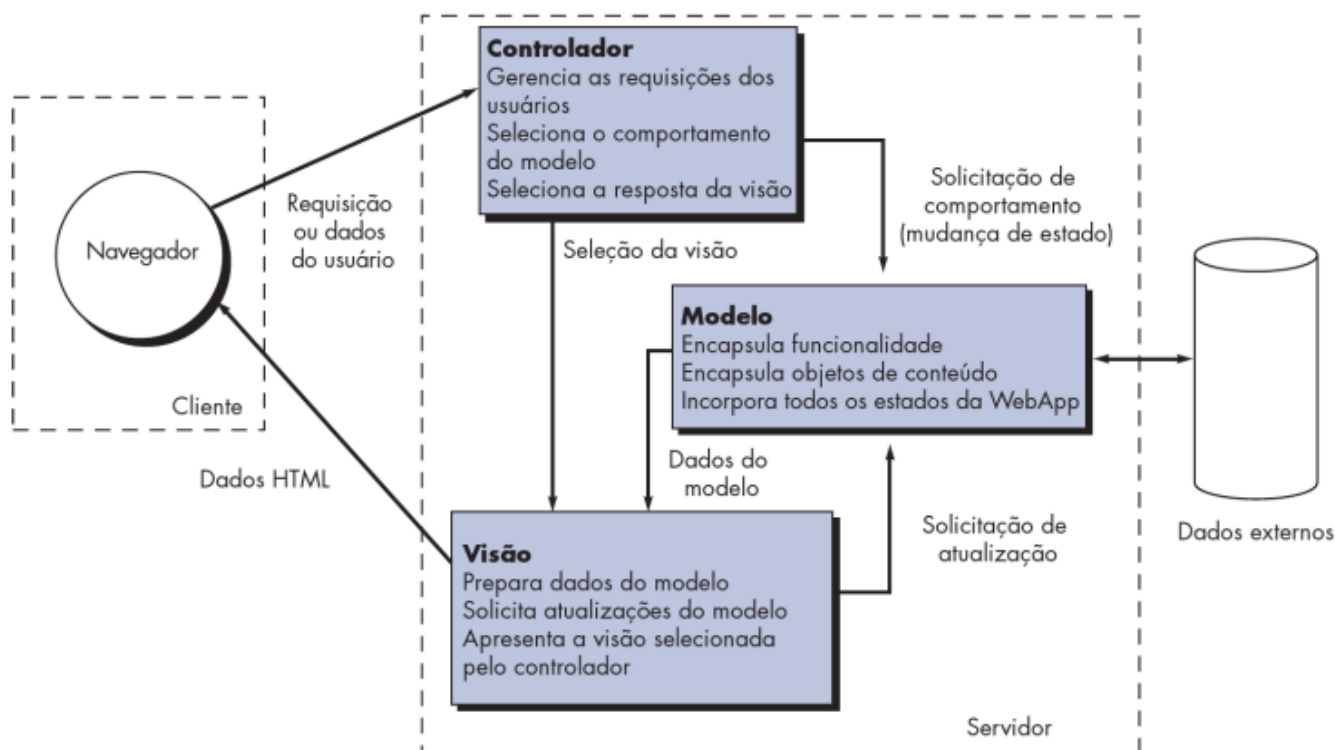 Controlador
Gerencia as requisições dos
usuários
Seleciona o comportamento
do modelo
Seleciona a resposta da visão
Navegador
Requisição
ou dados
do usuário
Cliente
Seleção da visão
Solicitação de
comportamento
(mudança de estado)
Modelo
Encapsula funcionalidade
Encapsula objetos de conteúdo
Incorpora todos os estados da WebApp
Dados HTML
Dados do
modelo
Solicitação de
atualização
Dados externos
Visão
Prepara dados do modelo
Solicita atualizações do modelo
Apresenta a visão selecionada
pelo controlador
Servidor